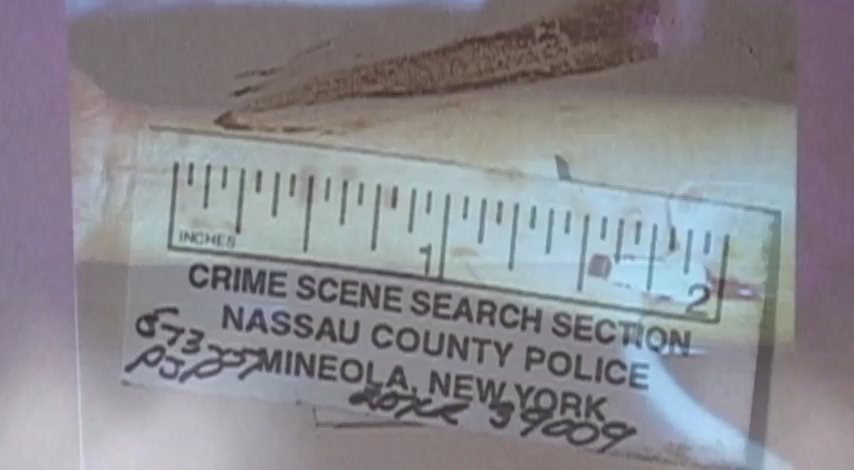 INCHES
1
2
CRIME SCENE SEARCH SECTION
NASSAU COUNTY POLICE
MINEOLA, NEW YORK
39009